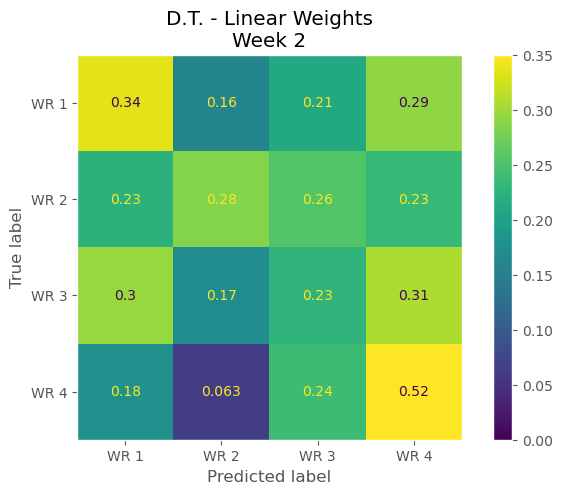 D.T. - Linear Weights
Week 2
True label
WR 1 0.34 0.16 0.21 0.29
WR 2 0.23 0.28 0.26 0.23
WR 3 0.3 0.17 0.23 0.31
WR 4 0.18 0.063 0.24 0.52
WR 1 WR 2 WR 3 WR 4
Predicted label
0.35
0.30
0.25
0.20
0.15
0.10
0.05
0.00